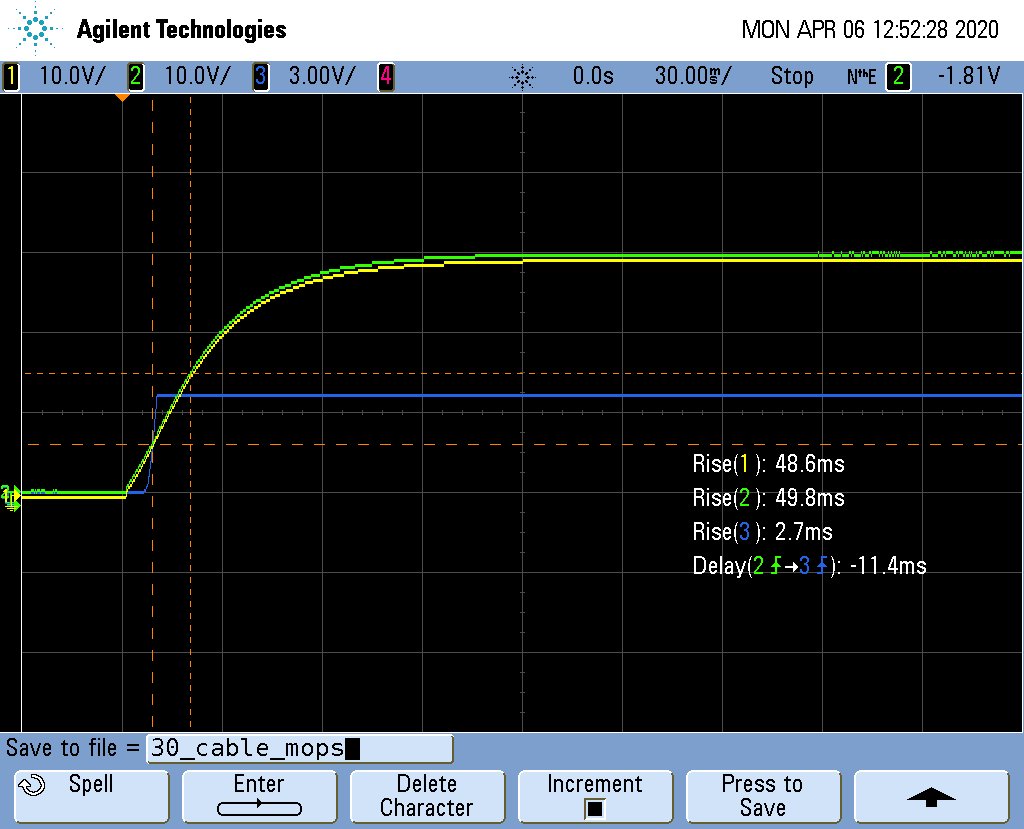 Agilent Technologies
MON APR 06 12:52:28 2020
1 10.0V/ 2 10.0V/ 3 3.00V/ 4 0.0s 30.00ms/ Stop NthE 2 -1.81V
Rise(1): 48.6ms
Rise(2): 49.8ms
Rise(3): 2.7ms
Delay(2→3): -11.4ms
Save to file = 30_cable_mops
Spell
Enter
Delete
Character
Increment
Press to
Save